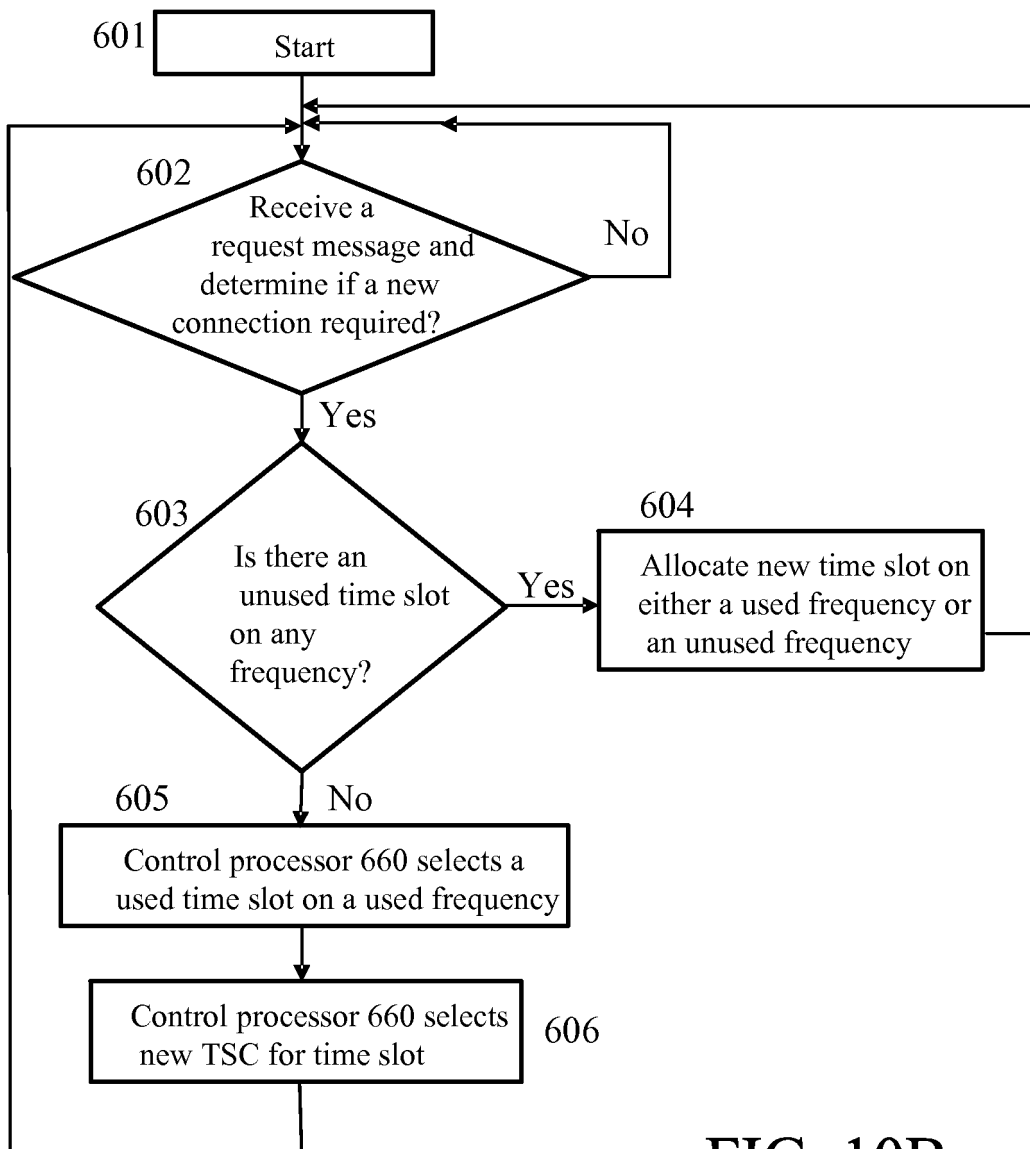 601
Start
602
Receive a
request message and
determine if a new
connection required?
No
Yes
603
Is there an
unused time slot
on any
frequency?
Yes
604
Allocate new time slot on
either a used frequency or
an unused frequency
No
605
Control processor 660 selects a
used time slot on a used frequency
Control processor 660 selects
new TSC for time slot
606
FIG. 10B